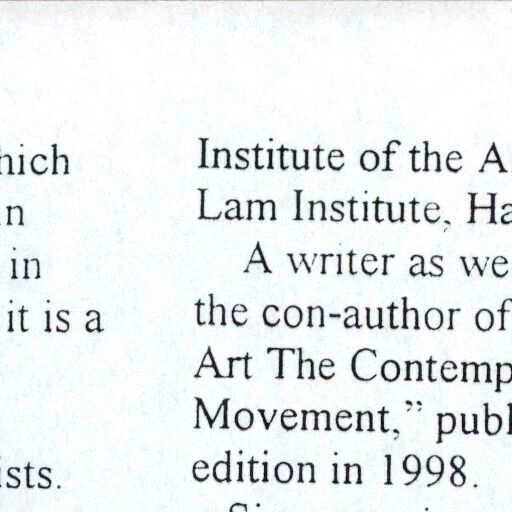 hich
in
in
it is a
ists.
Institute of the A
Lam Institute, Ha
A writer as we
the con-author of
Art The Contemp
Movement,” publ
edition in 1998.